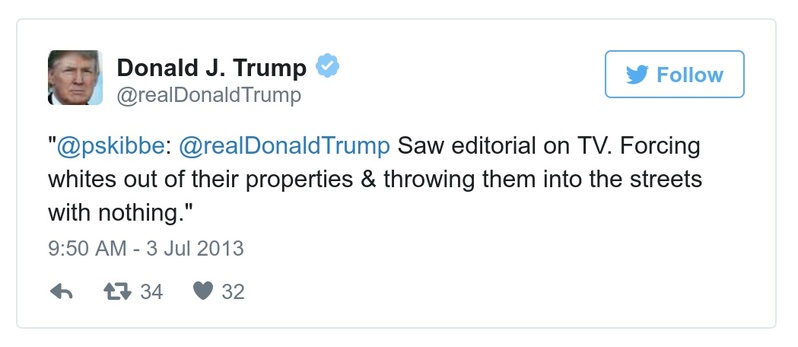 Donald J. Trump
Follow
@realDonaldTrump
"@pskibbe: @realDonaldTrump Saw editorial on TV. Forcing
whites out of their properties & throwing them into the streets
with nothing."
9:50 AM - 3 Jul 2013
34 32